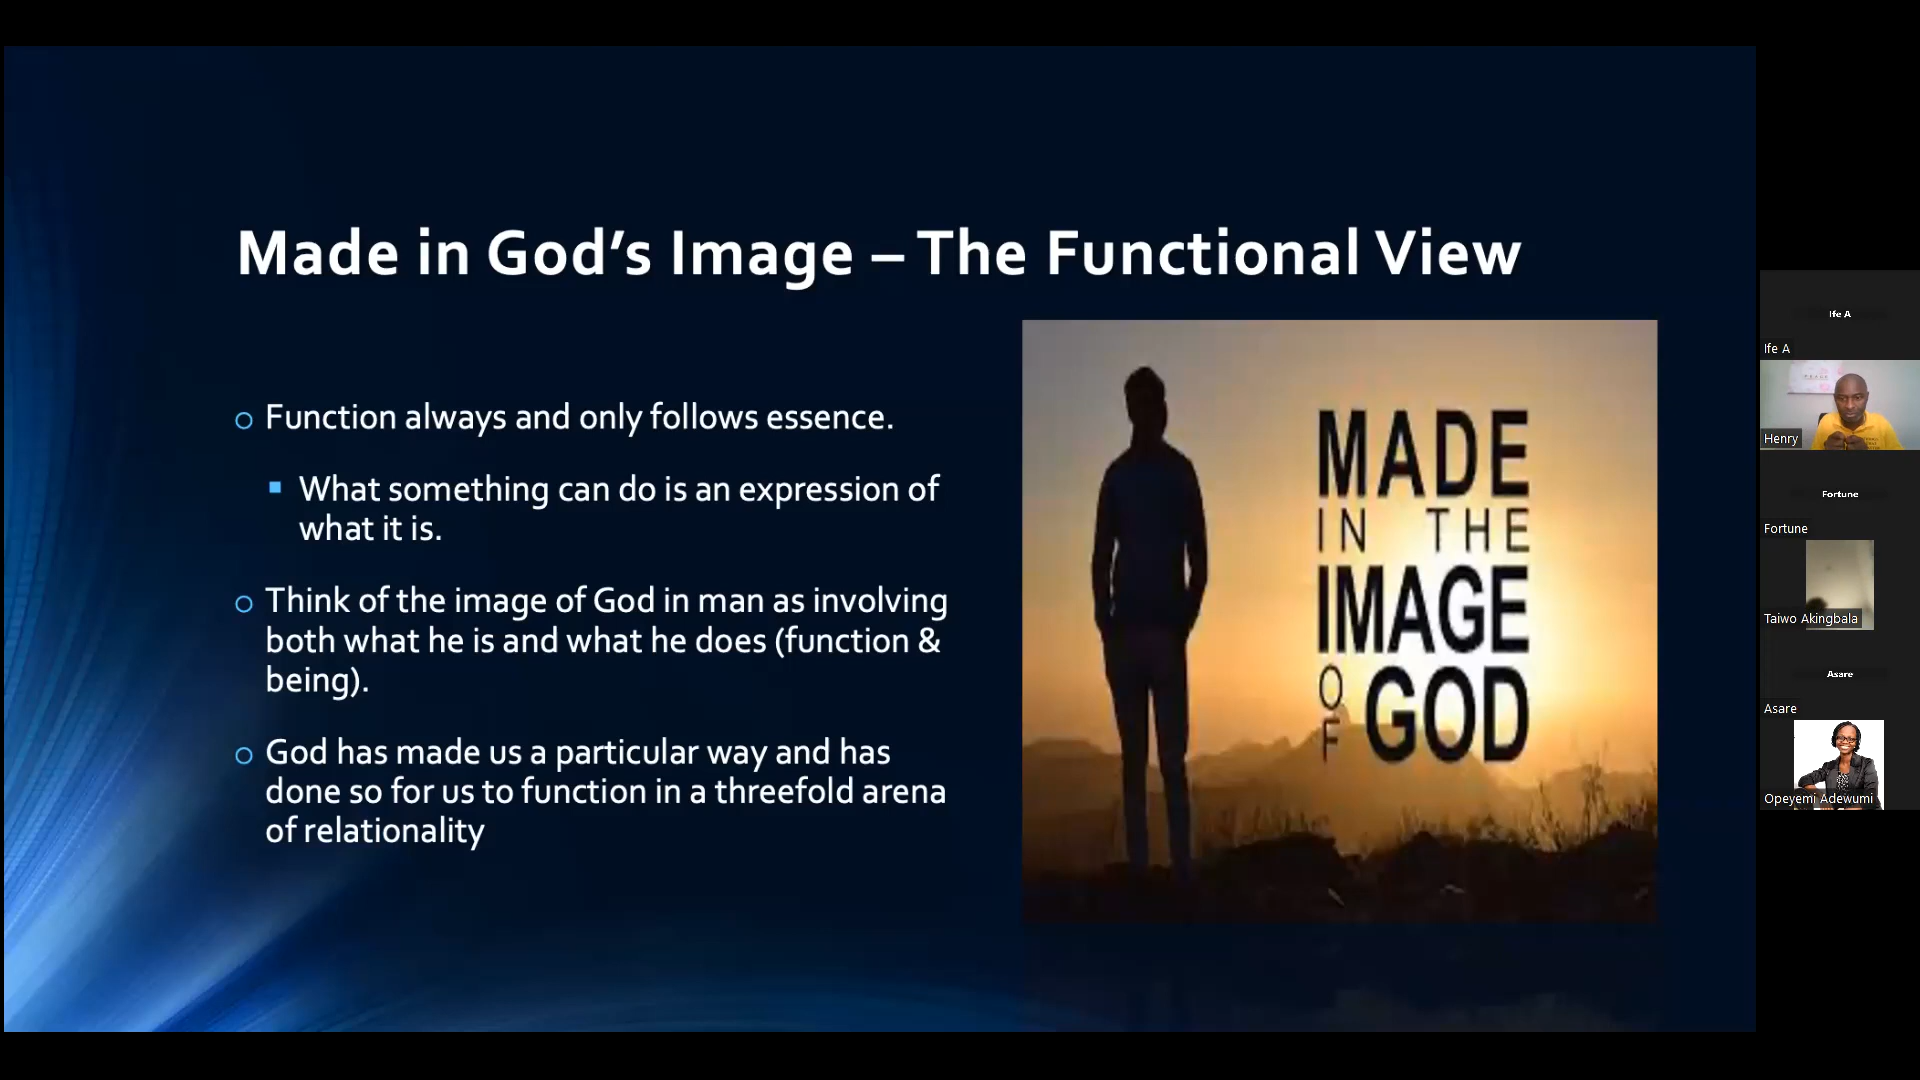 Made in God’s Image – The Functional View
Function always and only follows essence.
What something can do is an expression of
what it is.
Think of the image of God in man as involving
both what he is and what he does (function &
being).
God has made us a particular way and has
done so for us to function in a threefold arena
of relationality
MADE
IN THE
IMAGE
OF GOD
Ife A
Ife A
Henry
Fortune
Fortune
Taiwo Akingbala
Asare
Asare
Opeyemi Adewumi